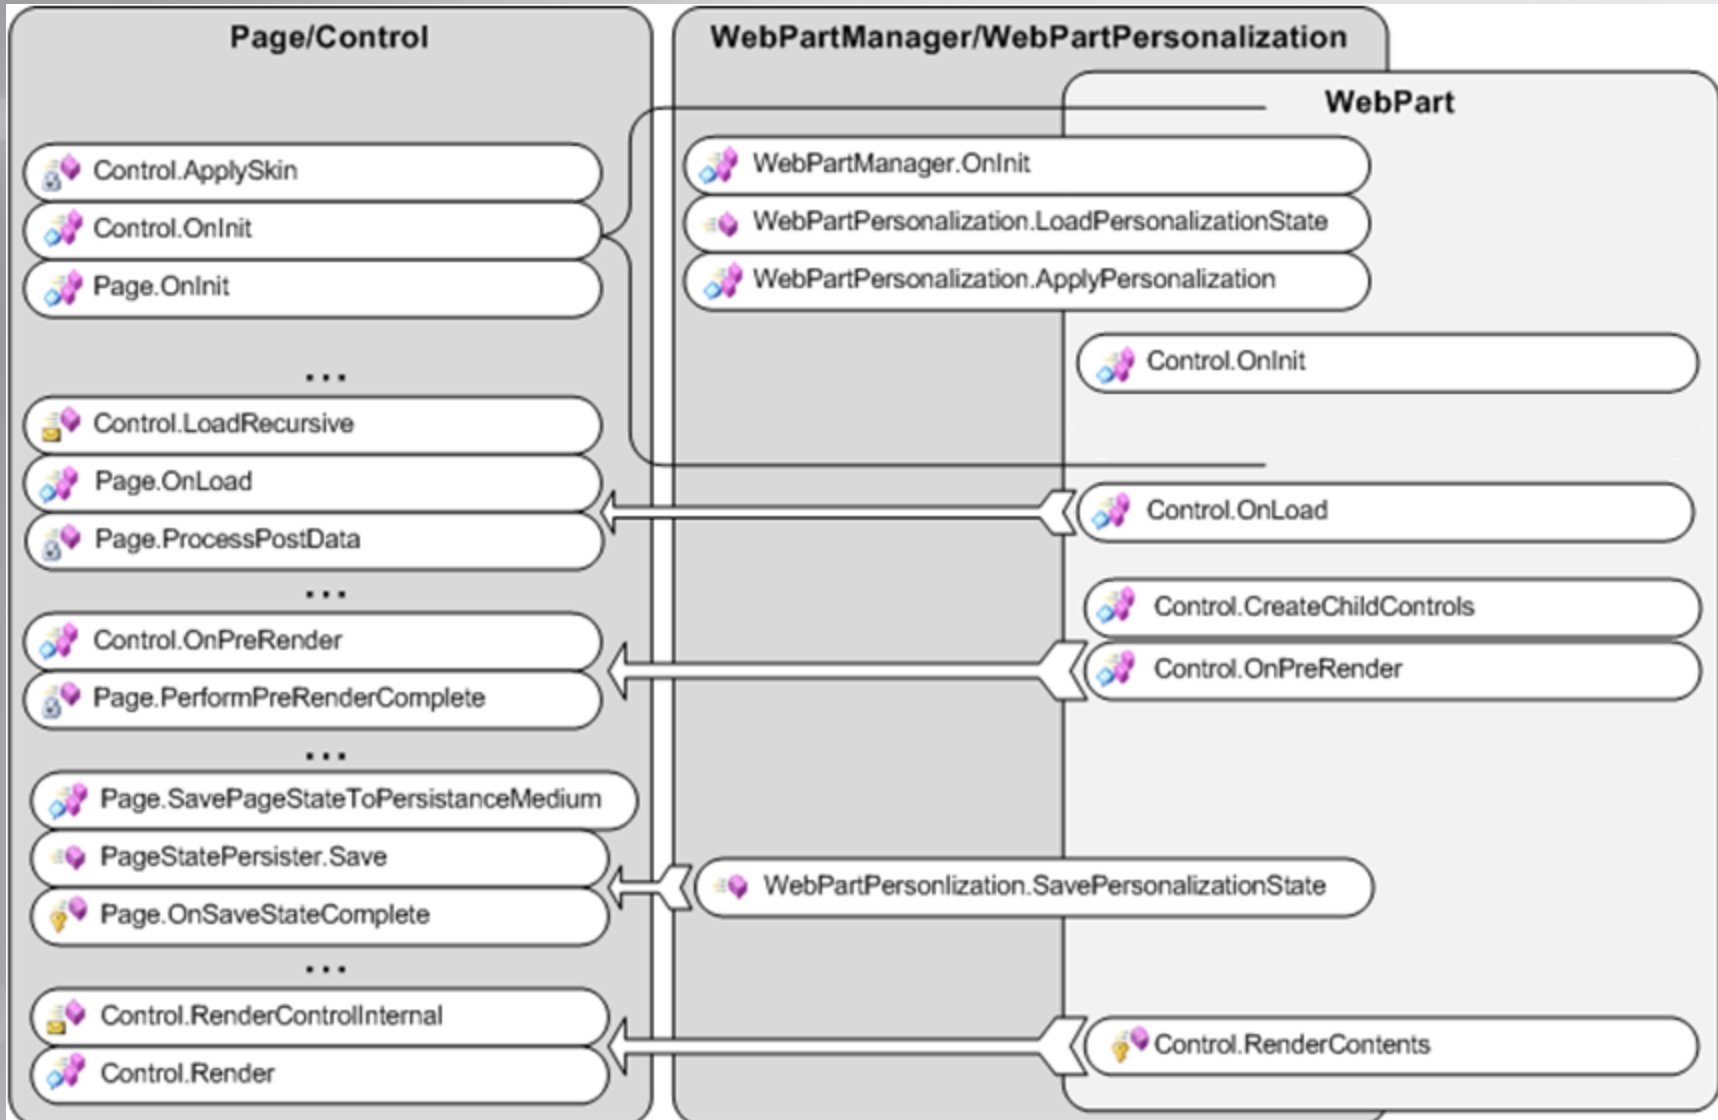 Page/Control
Control.ApplySkin
Control.OnInit
Page.OnInit
...
Control.LoadRecursive
Page.OnLoad
Page.ProcessPostData
...
Control.OnPreRender
Page.PerformPreRenderComplete
...
Page.SavePageStateToPersistanceMedium
PageStatePersister.Save
Page.OnSaveStateComplete
...
Control.RenderControlInternal
Control.Render
WebPartManager/WebPartPersonalization
WebPartManager.OnInit
WebPartPersonalization.LoadPersonalizationState
WebPartPersonalization.ApplyPersonalization
WebPartPersonlization.SavePersonalizationState
WebPart
Control.OnInit
Control.OnLoad
Control.CreateChildControls
Control.OnPreRender
Control.RenderContents